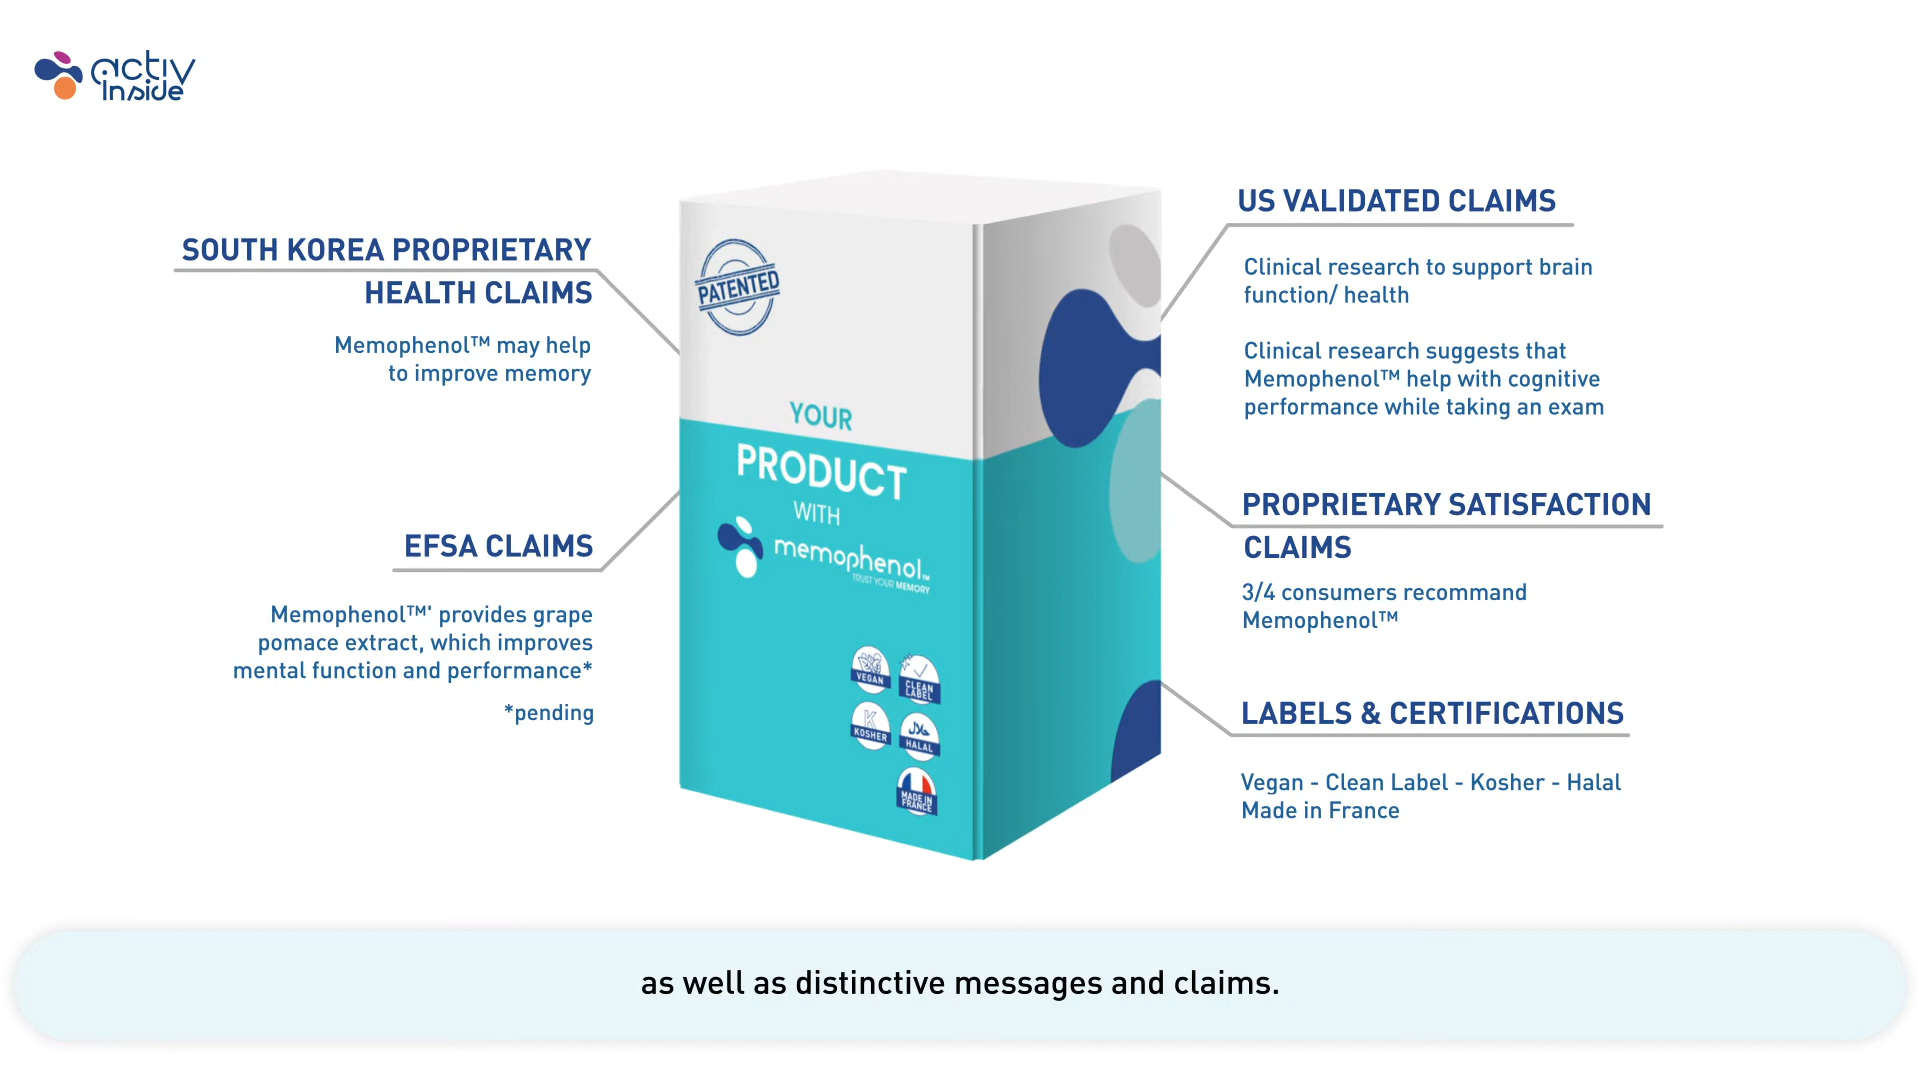 activ
inside
SOUTH KOREA PROPRIETARY
HEALTH CLAIMS
Memophenol™ may help
to improve memory
EFSA CLAIMS
Memophenol™' provides grape
pomace extract, which improves
mental function and performance*
*pending
PATENTED
YOUR
PRODUCT
WITH
memophenol™
TRUST YOUR MEMORY
VEGAN
CLEAN
LABEL
K
KOSHER
حلال
HALAL
MADE IN
FRANCE
US VALIDATED CLAIMS
Clinical research to support brain
function/ health
Clinical research suggests that
Memophenol™ help with cognitive
performance while taking an exam
PROPRIETARY SATISFACTION
CLAIMS
3/4 consumers recommand
Memophenol™
LABELS & CERTIFICATIONS
Vegan - Clean Label - Kosher - Halal
Made in France
as well as distinctive messages and claims.